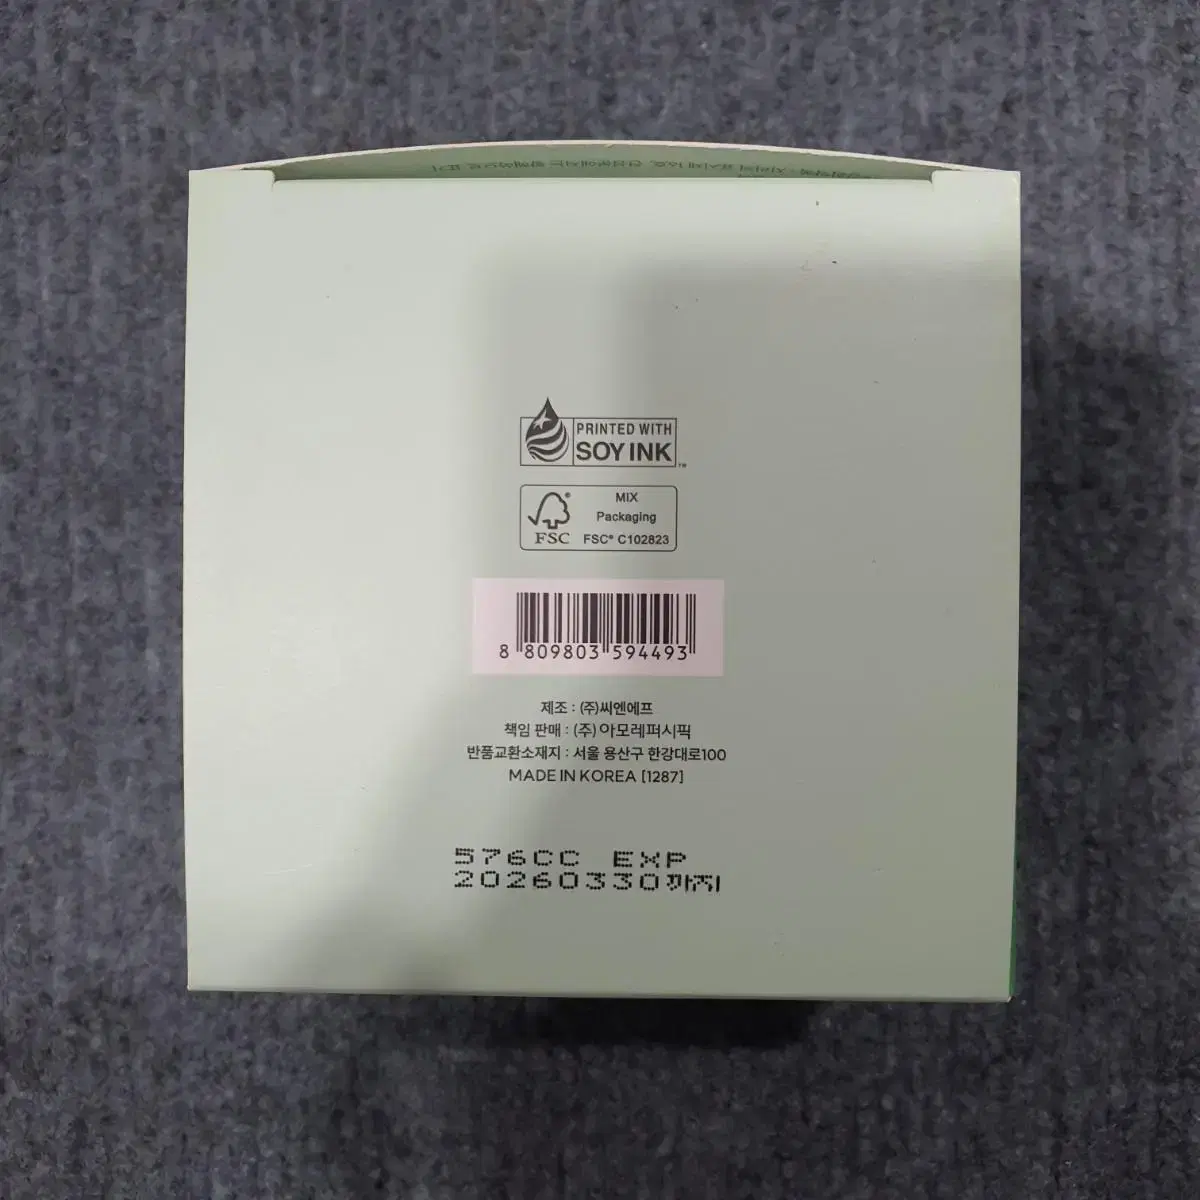 PRINTED WITH
SOY INK
TM
MIX
Packaging
FSC® C102823
FSC
8 809803 594493
제조 : (주)씨엔에프
책임 판매 : (주) 아모레퍼시픽
반품교환소재지 : 서울 용산구 한강대로100
MADE IN KOREA [1287]
576CC EXP
20260330까지